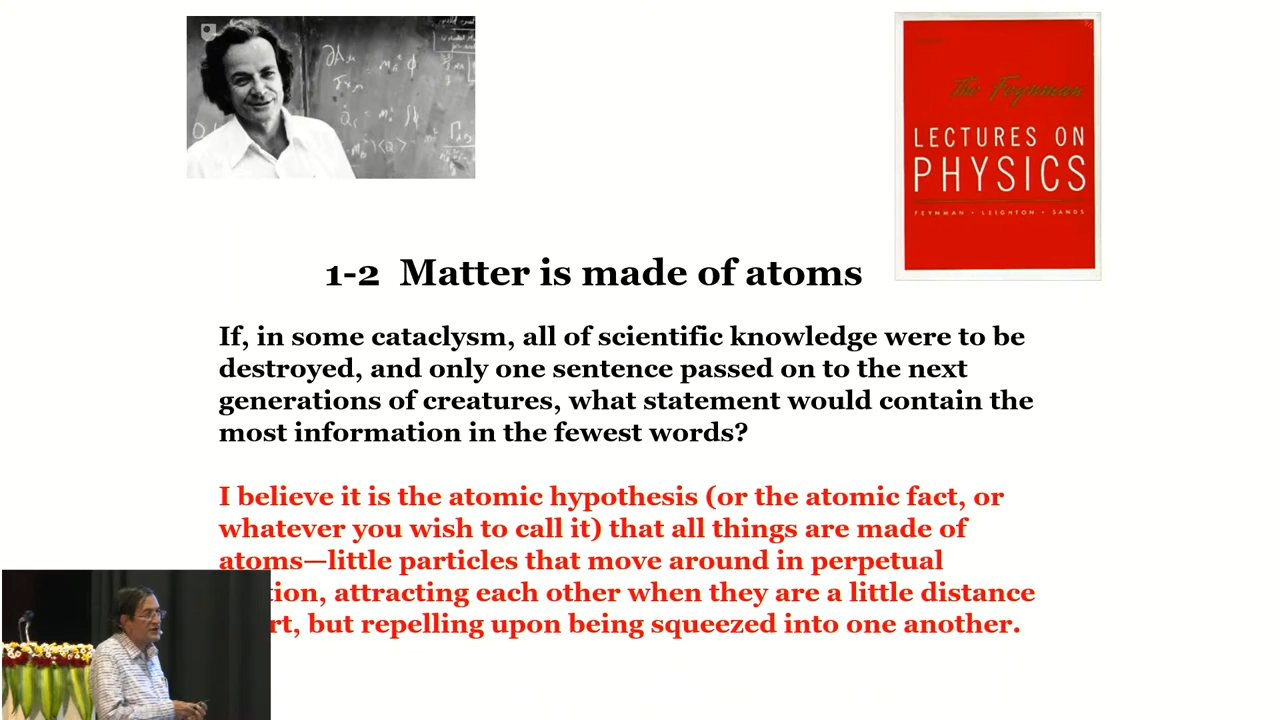 The Feynman
LECTURES ON
PHYSICS
FEYNMAN • LEIGHTON • SANDS
1-2 Matter is made of atoms
If, in some cataclysm, all of scientific knowledge were to be
destroyed, and only one sentence passed on to the next
generations of creatures, what statement would contain the
most information in the fewest words?
I believe it is the atomic hypothesis (or the atomic fact, or
whatever you wish to call it) that all things are made of
atoms—little particles that move around in perpetual
tion, attracting each other when they are a little distance
rt, but repelling upon being squeezed into one another.